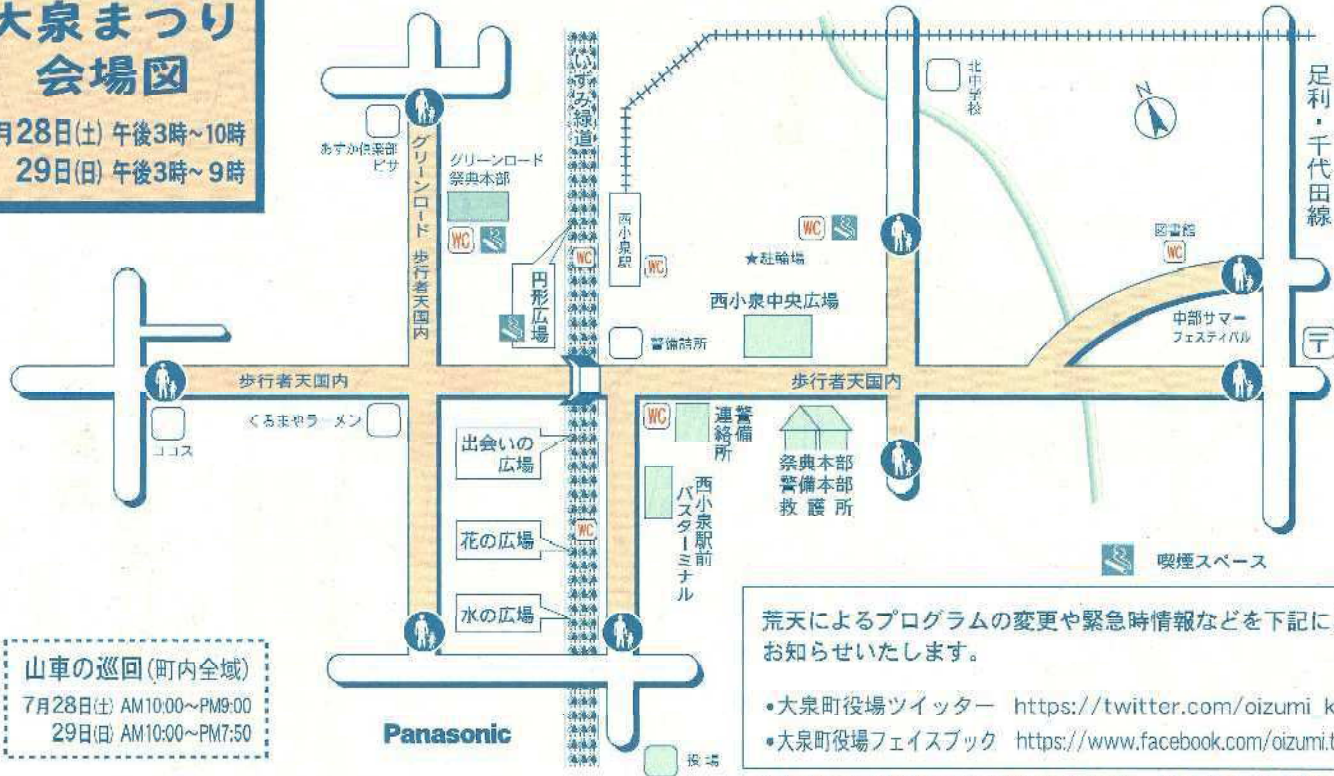 大泉まつり
会場図
月28日(土) 午後3時~10時
29日(日) 午後3時~9時
いずみ緑道
北中学校
N
足利・千代田線
あすか倶楽部
ピザ
グリーンロード 歩行者天国内
グリーンロード
祭典本部
WC
円形広場
WC
西小泉駅
WC
WC
★駐輪場
西小泉中央広場
図書館
WC
中部サマー
フェスティバル
〒
警備詰所
歩行者天国内
歩行者天国内
ココス
くるまやラーメン
出会いの
広場
WC
警備
連絡所
祭典本部
警備本部
救護所
西小泉駅前
バスターミナル
花の広場
WC
水の広場
喫煙スペース
山車の巡回(町内全域)
7月28日(土) AM10:00~PM9:00
29日(日) AM10:00~PM7:50
Panasonic
役場
荒天によるプログラムの変更や緊急時情報などを下記に
お知らせいたします。
•大泉町役場ツイッター https://twitter.com/oizumi_k
•大泉町役場フェイスブック https://www.facebook.com/oizumi.t